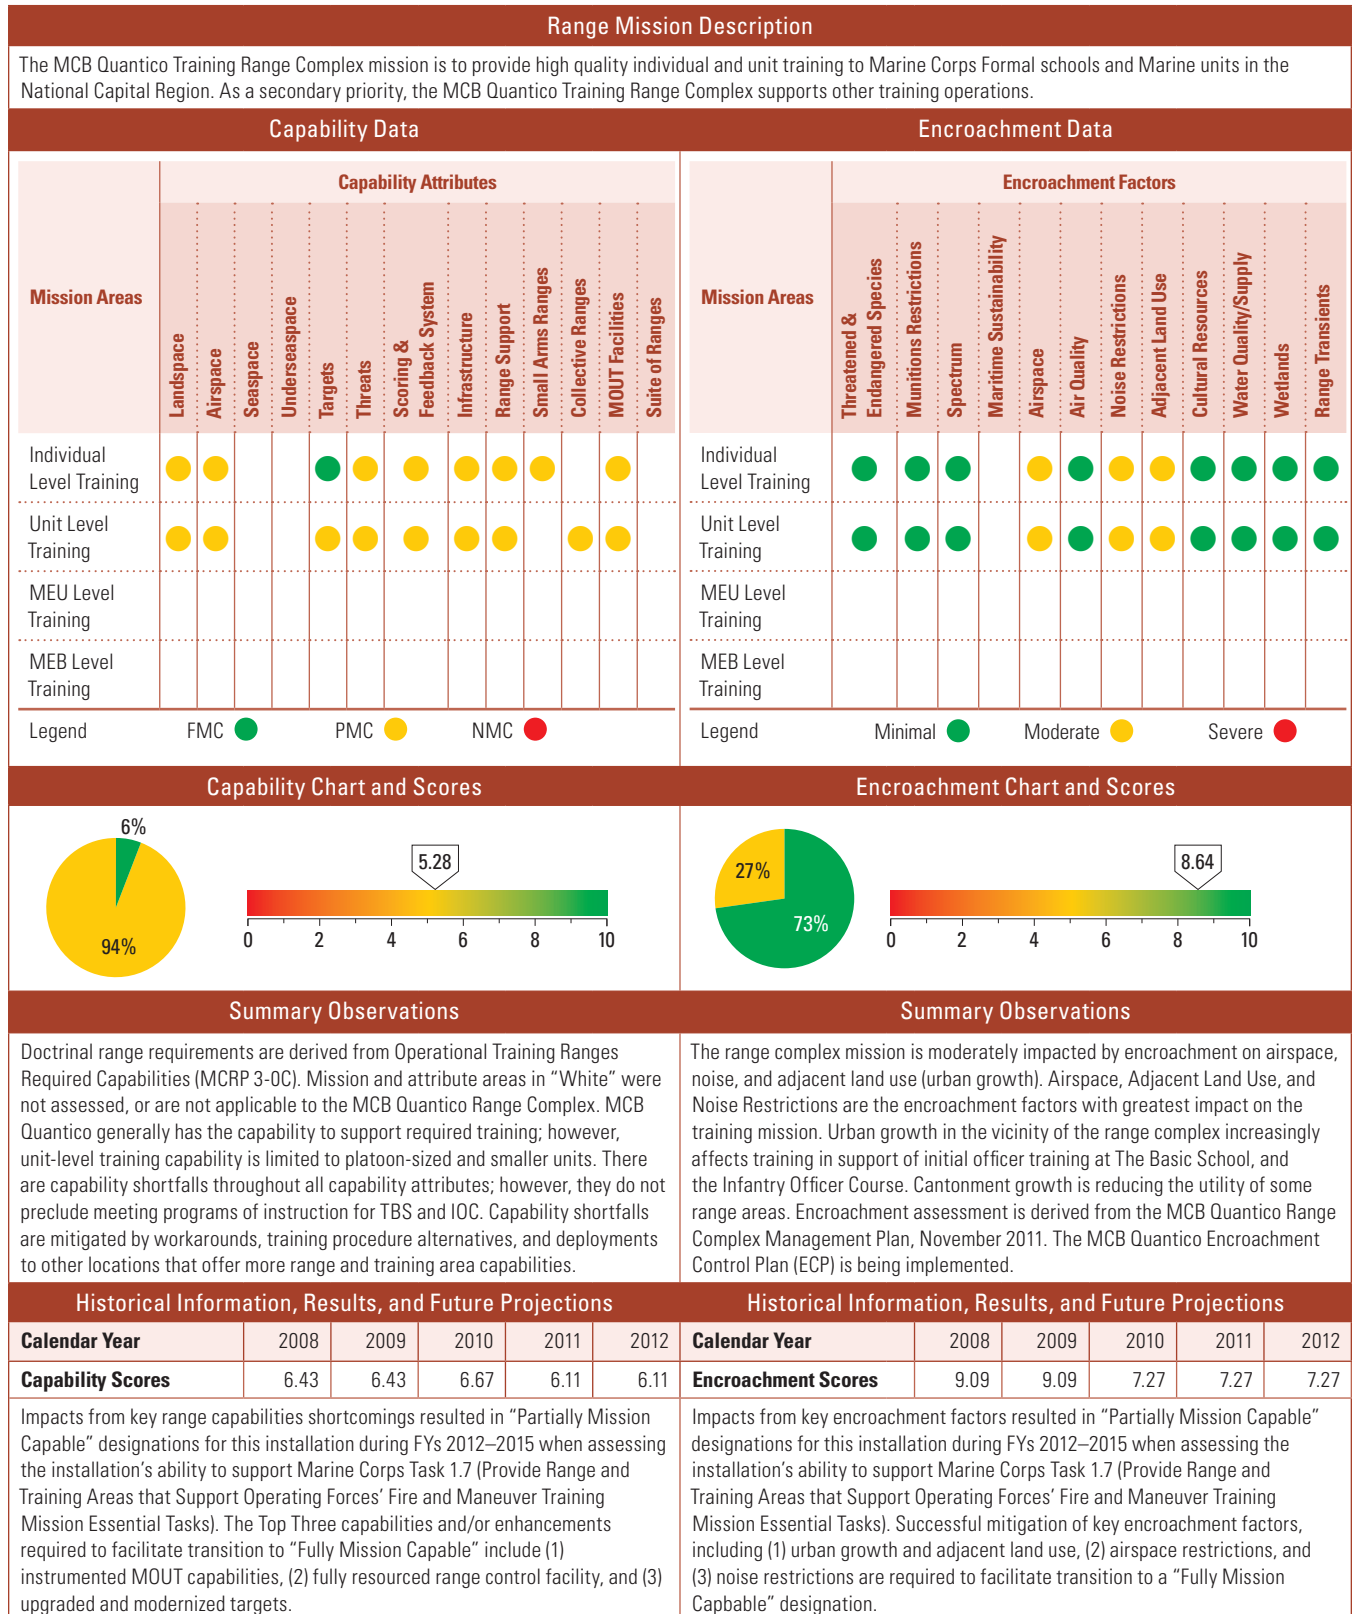 Range Mission Description
The MCB Quantico Training Range Complex mission is to provide high quality individual and unit training to Marine Corps Formal schools and Marine units in the
National Capital Region. As a secondary priority, the MCB Quantico Training Range Complex supports other training operations.
Capability Data
Mission Areas
Capability Attributes
Landspace
Airspace
Seaspace
Underseaspace
Targets
Threats
Scoring &
Feedback System
Infrastructure
Range Support
Small Arms Ranges
Collective Ranges
MOUT Facilities
Suite of Ranges
Individual
Level Training
Unit Level
Training
MEU Level
Training
MEB Level
Training
Legend FMC PMC NMC
Encroachment Data
Mission Areas
Encroachment Factors
Threatened &
Endangered Species
Munitions Restrictions
Spectrum
Maritime Sustainability
Airspace
Air Quality
Noise Restrictions
Adjacent Land Use
Cultural Resources
Water Quality/Supply
Wetlands
Range Transients
Individual
Level Training
Unit Level
Training
MEU Level
Training
MEB Level
Training
Legend Minimal Moderate Severe
Capability Chart and Scores
6%
94%
5.28
0 2 4 6 8 10
Encroachment Chart and Scores
27%
73%
8.64
0 2 4 6 8 10
Summary Observations
Doctrinal range requirements are derived from Operational Training Ranges
Required Capabilities (MCRP 3-0C). Mission and attribute areas in “White” were
not assessed, or are not applicable to the MCB Quantico Range Complex. MCB
Quantico generally has the capability to support required training; however,
unit-level training capability is limited to platoon-sized and smaller units. There
are capability shortfalls throughout all capability attributes; however, they do not
preclude meeting programs of instruction for TBS and IOC. Capability shortfalls
are mitigated by workarounds, training procedure alternatives, and deployments
to other locations that offer more range and training area capabilities.
Summary Observations
The range complex mission is moderately impacted by encroachment on airspace,
noise, and adjacent land use (urban growth). Airspace, Adjacent Land Use, and
Noise Restrictions are the encroachment factors with greatest impact on the
training mission. Urban growth in the vicinity of the range complex increasingly
affects training in support of initial officer training at The Basic School, and
the Infantry Officer Course. Cantonment growth is reducing the utility of some
range areas. Encroachment assessment is derived from the MCB Quantico Range
Complex Management Plan, November 2011. The MCB Quantico Encroachment
Control Plan (ECP) is being implemented.
Historical Information, Results, and Future Projections
Calendar Year 2008 2009 2010 2011 2012
Capability Scores 6.43 6.43 6.67 6.11 6.11
Impacts from key range capabilities shortcomings resulted in “Partially Mission
Capable” designations for this installation during FYs 2012–2015 when assessing
the installation’s ability to support Marine Corps Task 1.7 (Provide Range and
Training Areas that Support Operating Forces’ Fire and Maneuver Training
Mission Essential Tasks). The Top Three capabilities and/or enhancements
required to facilitate transition to “Fully Mission Capable” include (1)
instrumented MOUT capabilities, (2) fully resourced range control facility, and (3)
upgraded and modernized targets.
Historical Information, Results, and Future Projections
Calendar Year 2008 2009 2010 2011 2012
Encroachment Scores 9.09 9.09 7.27 7.27 7.27
Impacts from key encroachment factors resulted in “Partially Mission Capable”
designations for this installation during FYs 2012–2015 when assessing the
installation’s ability to support Marine Corps Task 1.7 (Provide Range and
Training Areas that Support Operating Forces’ Fire and Maneuver Training
Mission Essential Tasks). Successful mitigation of key encroachment factors,
including (1) urban growth and adjacent land use, (2) airspace restrictions, and
(3) noise restrictions are required to facilitate transition to a “Fully Mission
Capbable” designation.